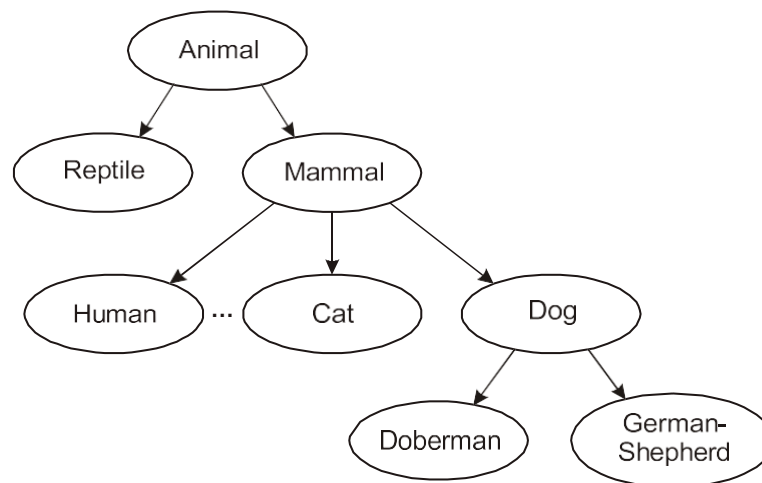 Animal
Reptile
Mammal
Human
...
Cat
Dog
Doberman
German-
Shepherd